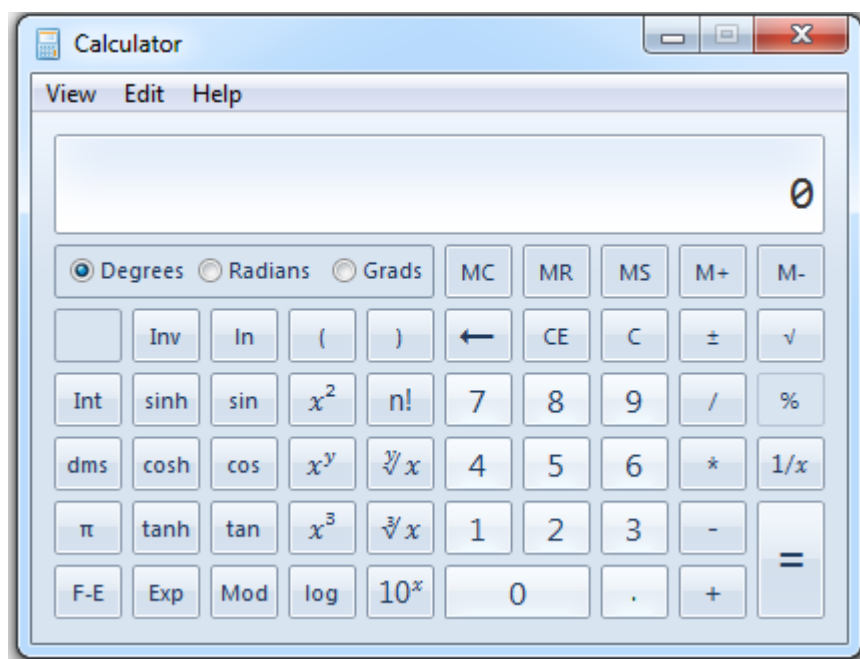 Calculator
View Edit Help
0
Degrees Radians Grads MC MR MS M+ M-
Inv ln ( ) ← CE C ± √
Int sinh sin x² n! 7 8 9 / %
dms cosh cos xʸ ʸ√x 4 5 6 * 1/x
π tanh tan x³ ³√x 1 2 3 - =
F-E Exp Mod log 10ˣ 0 . +